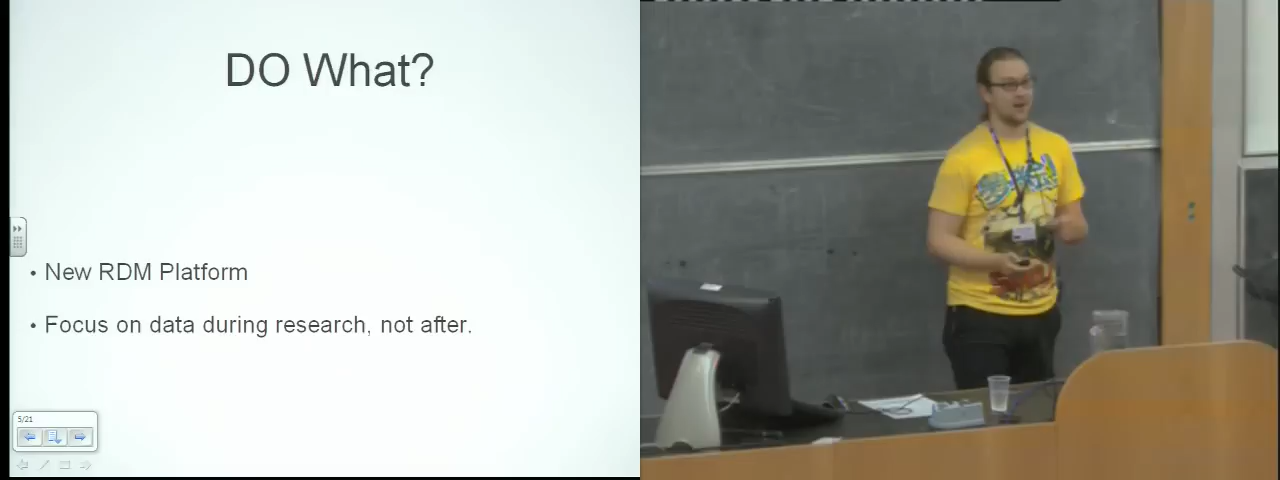 DO What?
• New RDM Platform
• Focus on data during research, not after.
5/21